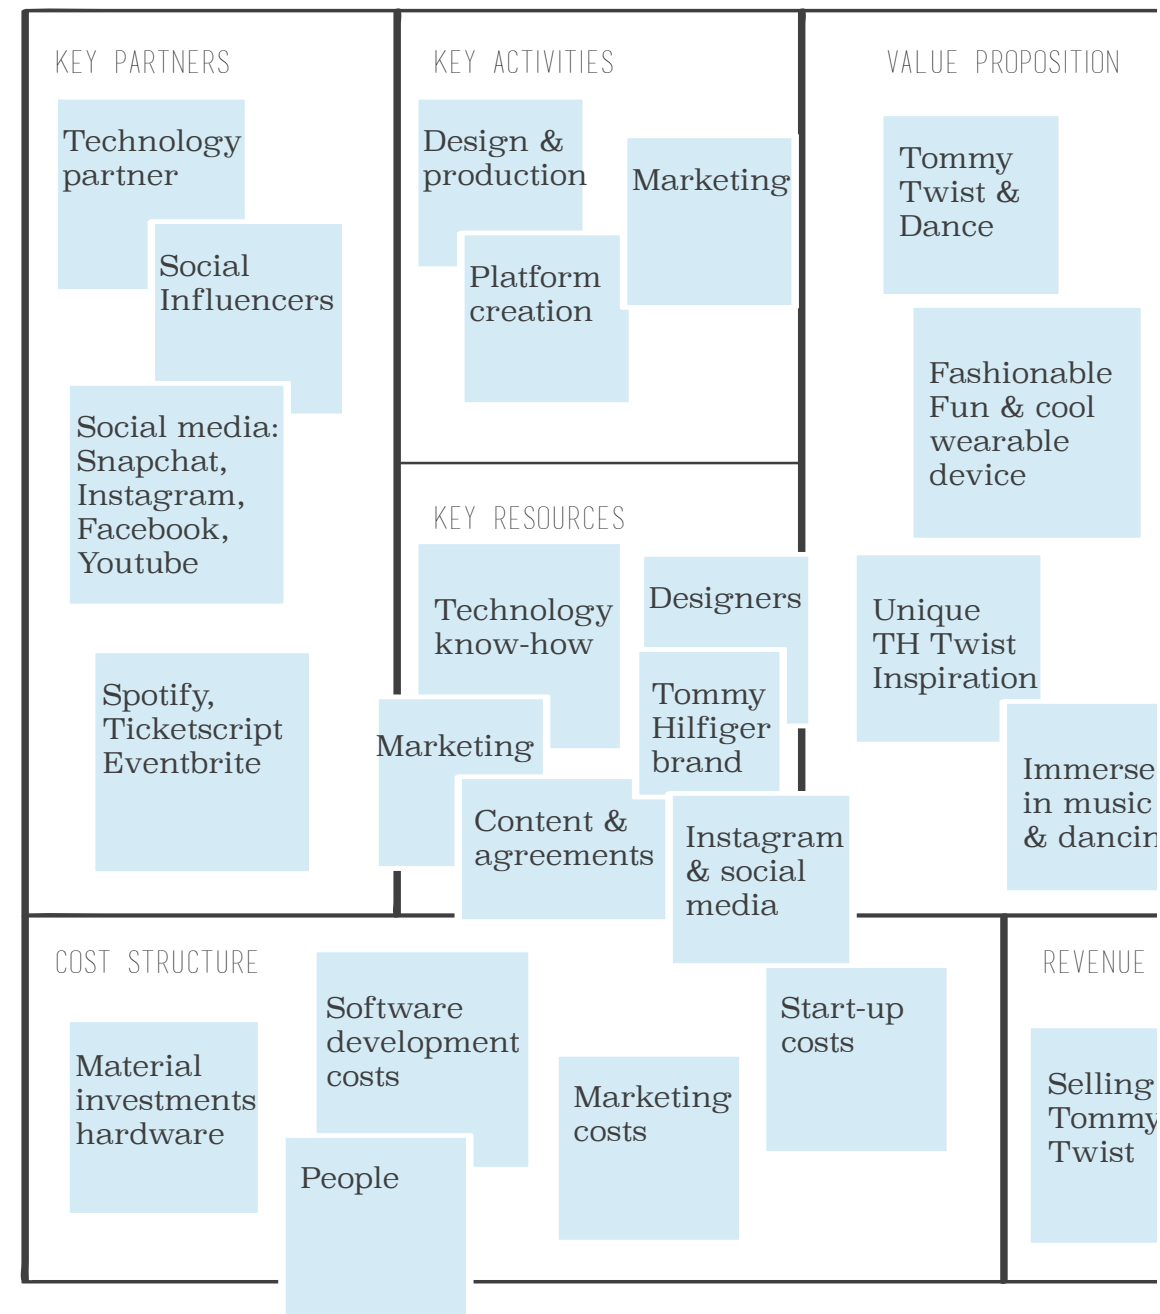 KEY PARTNERS
Technology
partner
Social
Influencers
Social media:
Snapchat,
Instagram,
Facebook,
Youtube
Spotify,
Ticketscript
Eventbrite
KEY ACTIVITIES
Design &
production
Marketing
Platform
creation
KEY RESOURCES
Technology
know-how
Designers
Marketing
Tommy
Hilfiger
brand
Content &
agreements
Instagram
& social
media
VALUE PROPOSITION
Tommy
Twist &
Dance
Fashionable
Fun & cool
wearable
device
Unique
TH Twist
Inspiration
Immerse
in music
& dancin
COST STRUCTURE
Material
investments
hardware
Software
development
costs
People
Marketing
costs
Start-up
costs
REVENUE
Selling
Tommy
Twist